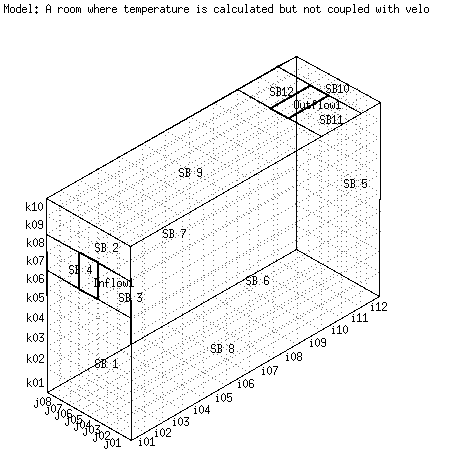 Model: A room where temperature is calculated but not coupled with velo
SB12
SB10
Outflow1
SB11
SB 9
SB 5
k10
k09
k08
k07
k06
k05
k04
k03
k02
k01
SB 7
SB 2
SB 4
Inflow1
SB 3
SB 6
SB 8
SB 1
i12
i11
i10
i09
i08
i07
i06
i05
i04
i03
i02
i01
j08
j07
j06
j05
j04
j03
j02
j01